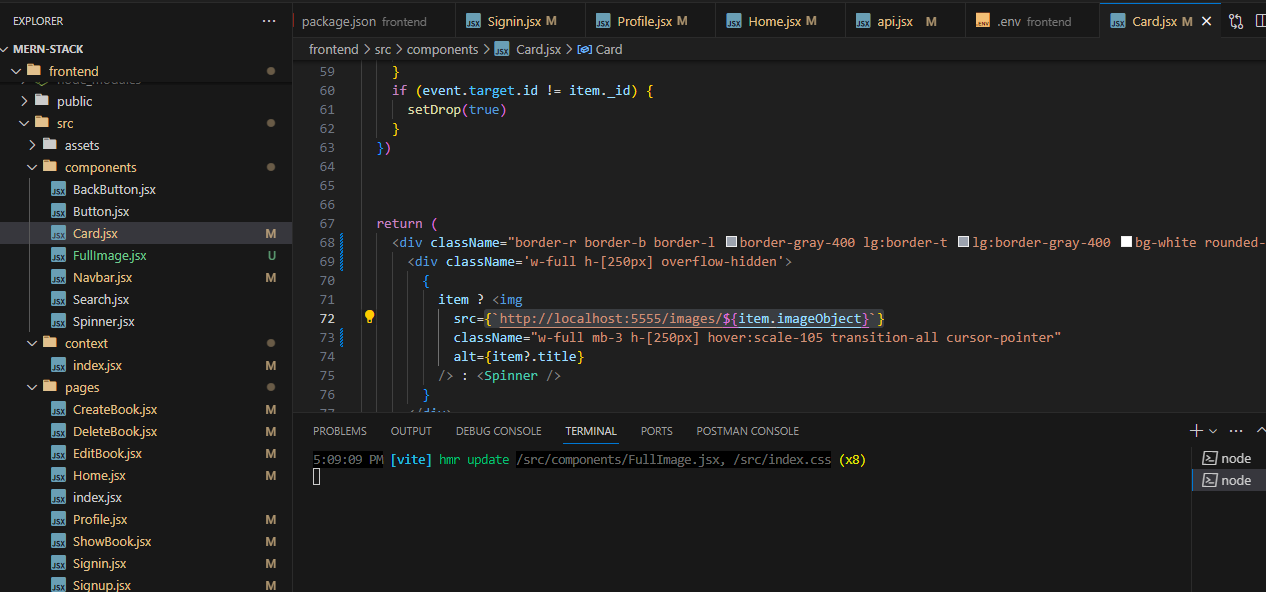 EXPLORER
MERN-STACK
frontend
node_modules
public
src
assets
components
BackButton.jsx
Button.jsx
Card.jsx M
FullImage.jsx U
Navbar.jsx M
Search.jsx
Spinner.jsx
context
index.jsx M
pages
CreateBook.jsx M
DeleteBook.jsx M
EditBook.jsx M
Home.jsx M
index.jsx
Profile.jsx M
ShowBook.jsx M
Signin.jsx M
Signup.jsx M
package.json frontend
Signin.jsx M
Profile.jsx M
Home.jsx M
api.jsx M
.env frontend
Card.jsx M
frontend > src > components > Card.jsx > Card
59 }
60 if (event.target.id != item._id) {
61 setDrop(true)
62 }
63 })
64
65
66
67 return (
68 <div className="border-r border-b border-l border-gray-400 lg:border-t lg:border-gray-400 bg-white rounded-
69 <div className='w-full h-[250px] overflow-hidden'>
70 {
71 item ? <img
72 src={`http://localhost:5555/images/${item.imageObject}`}
73 className="w-full mb-3 h-[250px] hover:scale-105 transition-all cursor-pointer"
74 alt={item?.title}
75 /> : <Spinner />
76 }
77 </div>
PROBLEMS OUTPUT DEBUG CONSOLE TERMINAL PORTS POSTMAN CONSOLE
5:09:09 PM [vite] hmr update /src/components/FullImage.jsx, /src/index.css (x8)
node
node